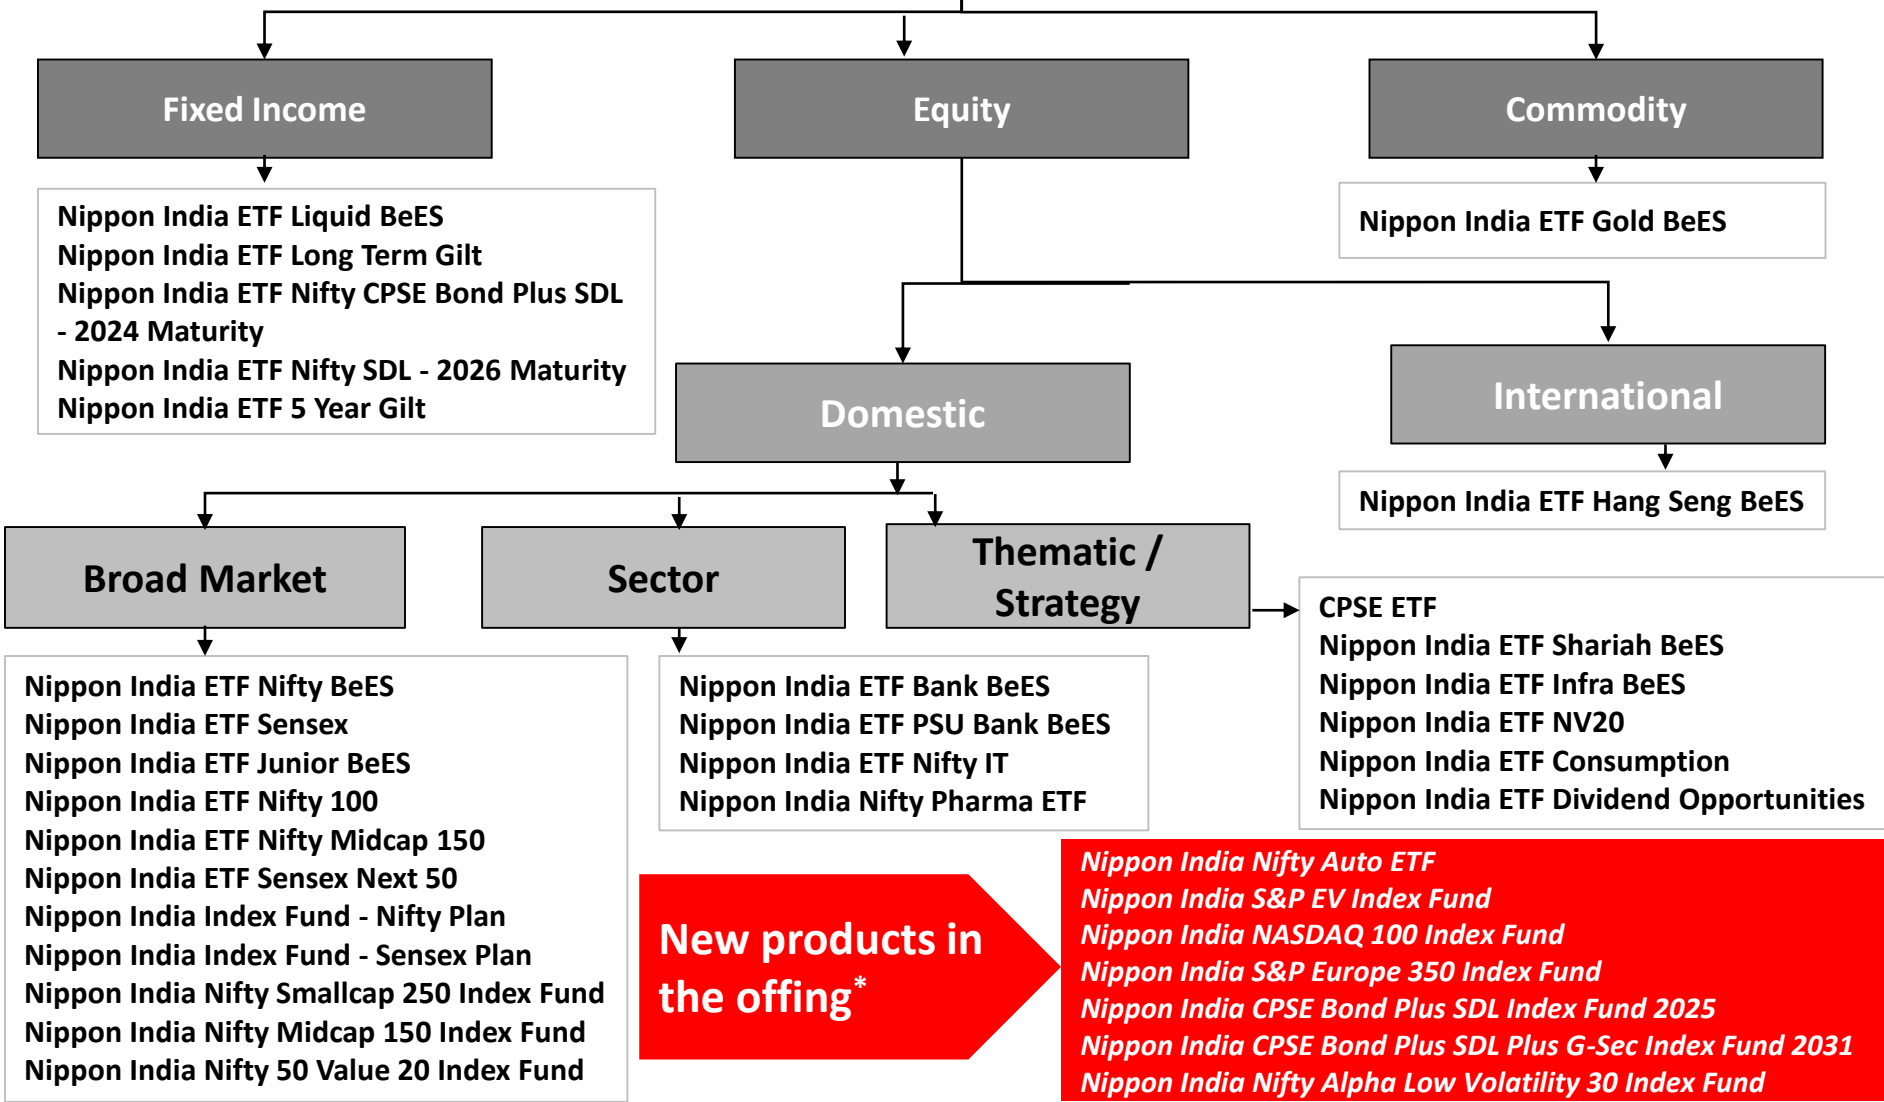 Fixed Income
Equity
Commodity
Nippon India ETF Liquid BeES
Nippon India ETF Long Term Gilt
Nippon India ETF Nifty CPSE Bond Plus SDL
- 2024 Maturity
Nippon India ETF Nifty SDL - 2026 Maturity
Nippon India ETF 5 Year Gilt
Nippon India ETF Gold BeES
Domestic
International
Nippon India ETF Hang Seng BeES
Broad Market
Sector
Thematic /
Strategy
CPSE ETF
Nippon India ETF Shariah BeES
Nippon India ETF Infra BeES
Nippon India ETF NV20
Nippon India ETF Consumption
Nippon India ETF Dividend Opportunities
Nippon India ETF Nifty BeES
Nippon India ETF Sensex
Nippon India ETF Junior BeES
Nippon India ETF Nifty 100
Nippon India ETF Nifty Midcap 150
Nippon India ETF Sensex Next 50
Nippon India Index Fund - Nifty Plan
Nippon India Index Fund - Sensex Plan
Nippon India Nifty Smallcap 250 Index Fund
Nippon India Nifty Midcap 150 Index Fund
Nippon India Nifty 50 Value 20 Index Fund
Nippon India ETF Bank BeES
Nippon India ETF PSU Bank BeES
Nippon India ETF Nifty IT
Nippon India Nifty Pharma ETF
New products in
the offing*
Nippon India Nifty Auto ETF
Nippon India S&P EV Index Fund
Nippon India NASDAQ 100 Index Fund
Nippon India S&P Europe 350 Index Fund
Nippon India CPSE Bond Plus SDL Index Fund 2025
Nippon India CPSE Bond Plus SDL Plus G-Sec Index Fund 2031
Nippon India Nifty Alpha Low Volatility 30 Index Fund